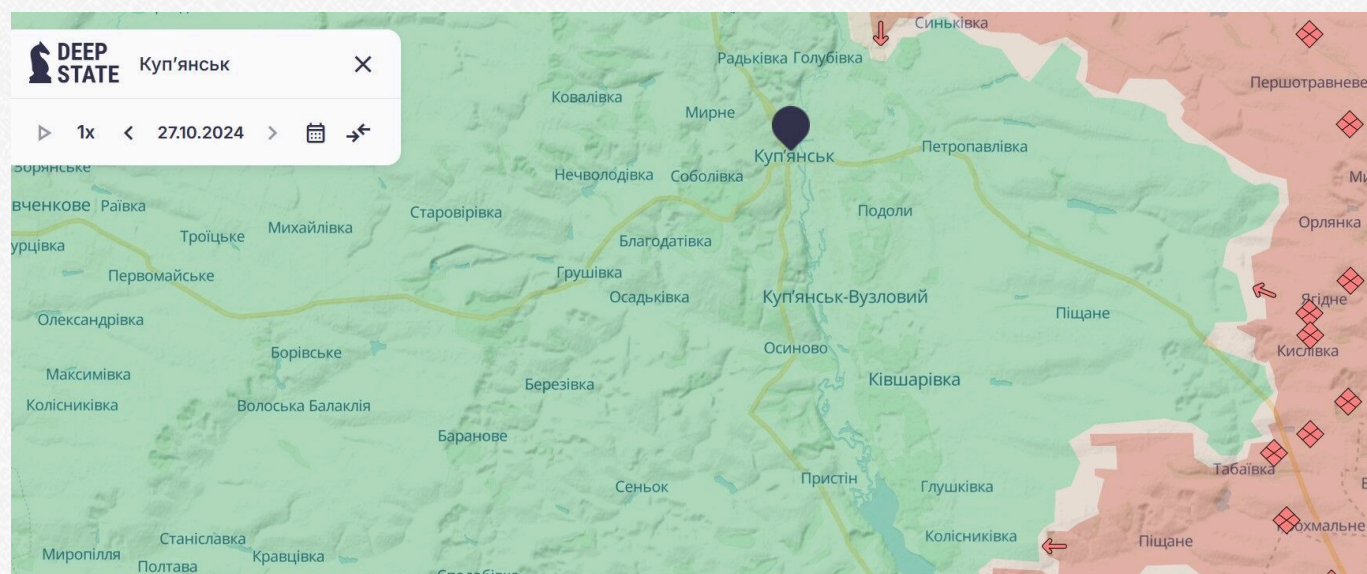 DEEP
STATE
Куп’янськ
1x
27.10.2024
Синьківка
Радьківка Голубівка
Першотравневе
Ковалівка
Мирне
Куп’янськ
Петропавлівка
Зорянське
Нечволодівка
Соболівка
вченкове
Раївка
Старовірівка
Подоли
Орлянка
Михайлівка
Троїцьке
урцівка
Благодатівка
Первомайське
Грушівка
Осадьківка
Куп’янськ-Вузловий
Ягідне
Піщане
Олександрівка
Осиново
Кислівка
Борівське
Максимівка
Березівка
Ківшарівка
Колісниківка
Волоська Балаклія
Баранове
Табаївка
Пристін
Сеньок
Глушківка
охмальне
Станіславка
Колісниківка
Піщане
Миропілля
Кравцівка
Полтава